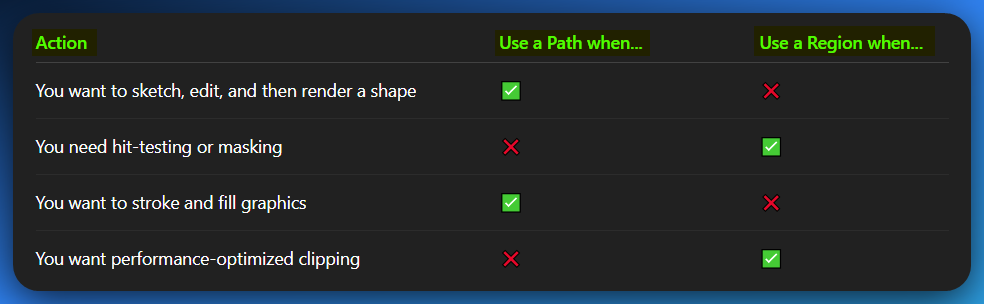 Action Use a Path when... Use a Region when...
You want to sketch, edit, and then render a shape ✅ ❌
You need hit-testing or masking ❌ ✅
You want to stroke and fill graphics ✅ ❌
You want performance-optimized clipping ❌ ✅